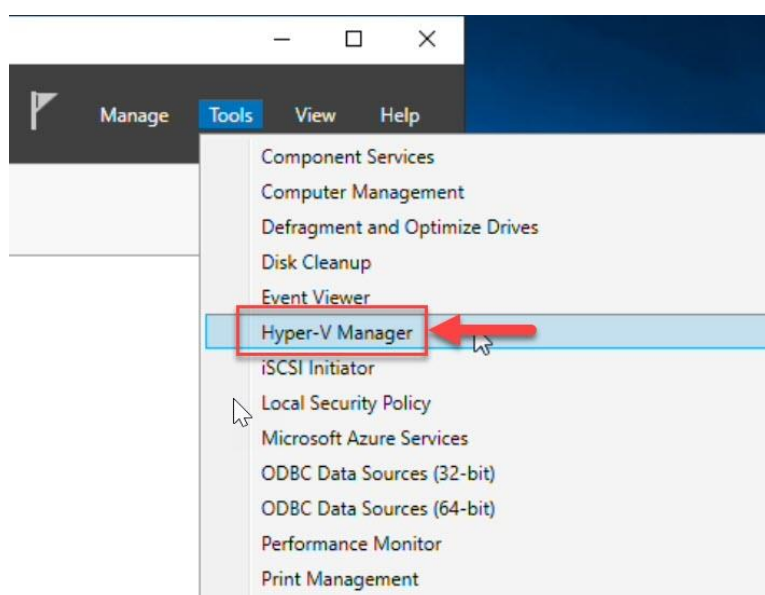 Manage Tools View Help
Component Services
Computer Management
Defragment and Optimize Drives
Disk Cleanup
Event Viewer
Hyper-V Manager
iSCSI Initiator
Local Security Policy
Microsoft Azure Services
ODBC Data Sources (32-bit)
ODBC Data Sources (64-bit)
Performance Monitor
Print Management